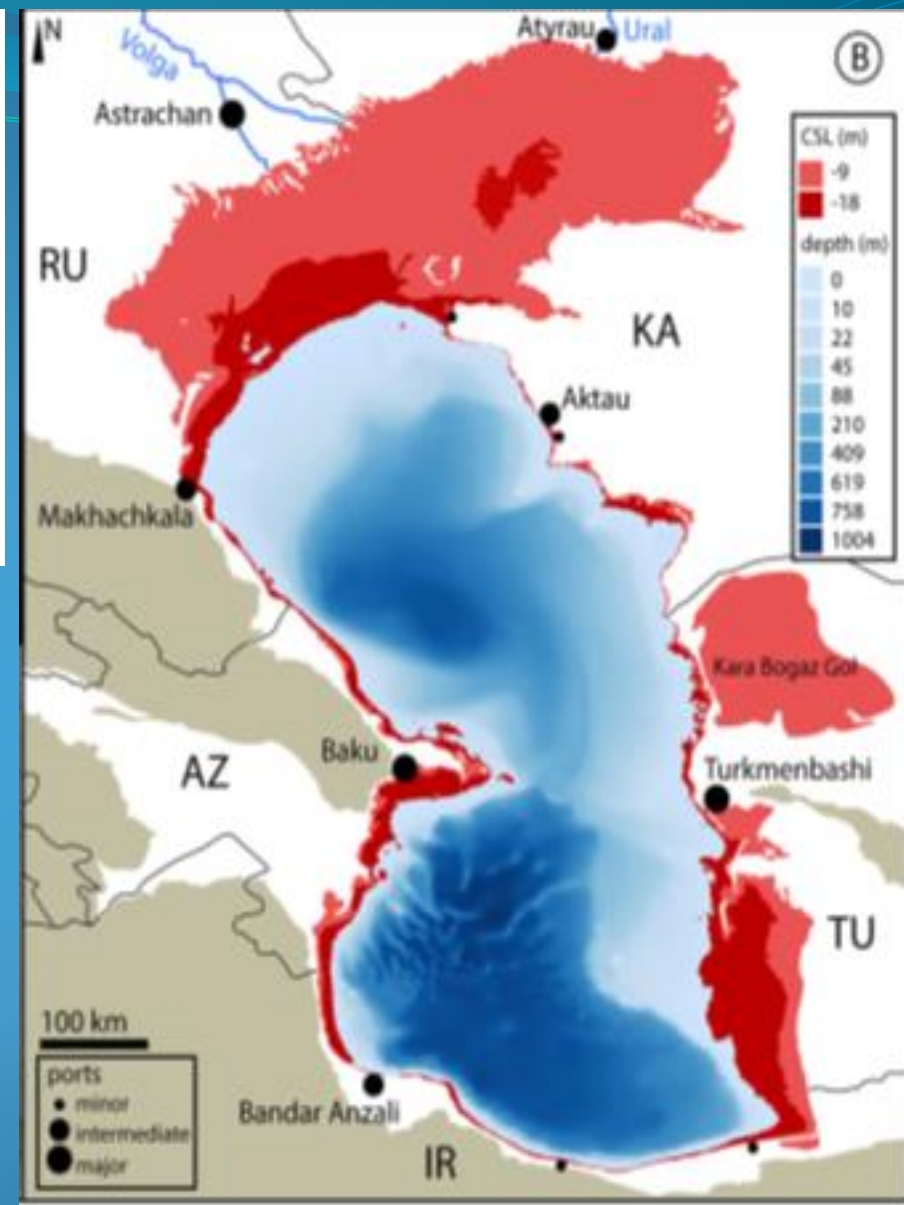 N
Atyrau
Ural
B
Volga
Astrachan
CSL (m)
-9
-18
RU
depth (m)
0
10
22
45
88
210
409
619
758
1004
KA
Aktau
Makhachkala
Kara Bogaz Gol
Baku
AZ
Turkmenbashi
TU
100 km
ports
minor
intermediate
major
Bandar Anzali
IR